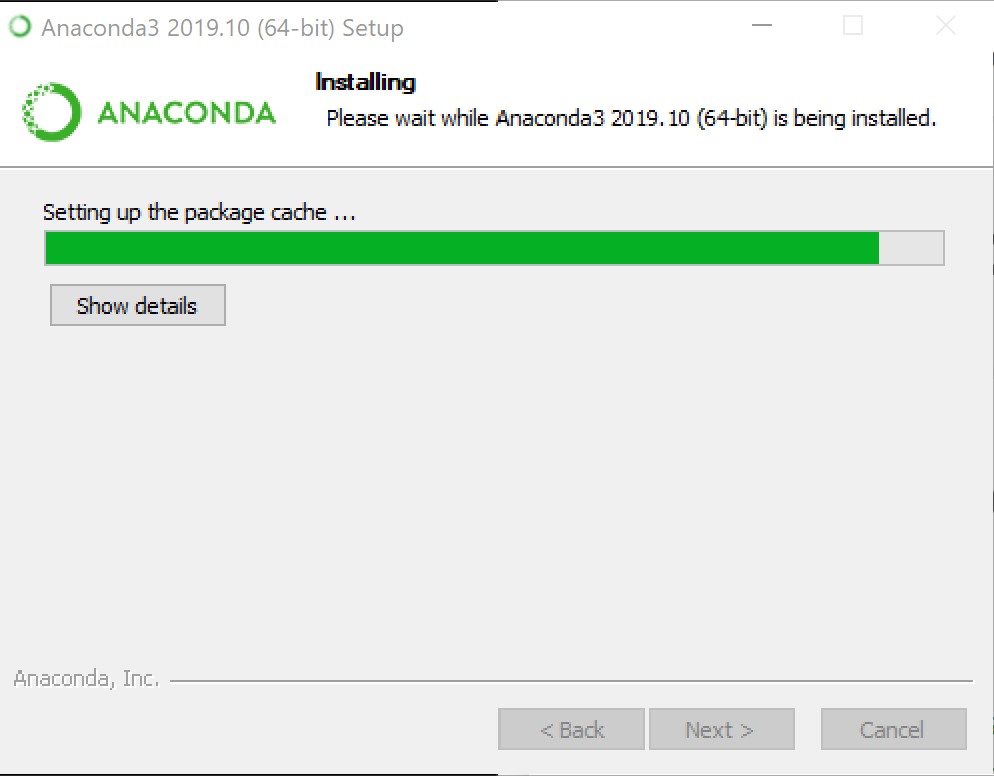 Anaconda3 2019.10 (64-bit) Setup
ANACONDA
Installing
Please wait while Anaconda3 2019.10 (64-bit) is being installed.
Setting up the package cache ...
Show details
Anaconda, Inc.
< Back
Next >
Cancel